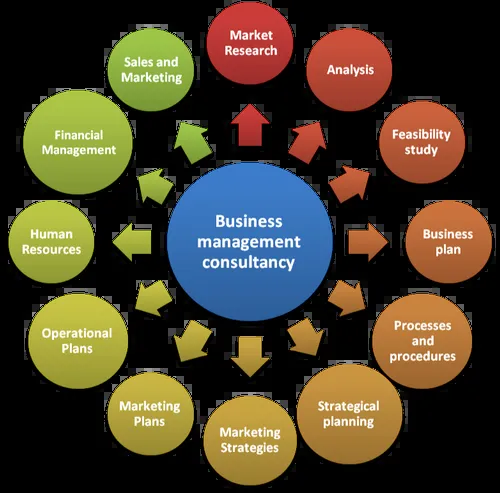 Market
Research
Analysis
Feasibility
study
Business
plan
Processes
and
procedures
Strategical
planning
Marketing
Strategies
Marketing
Plans
Operational
Plans
Human
Resources
Financial
Management
Sales and
Marketing
Business
management
consultancy